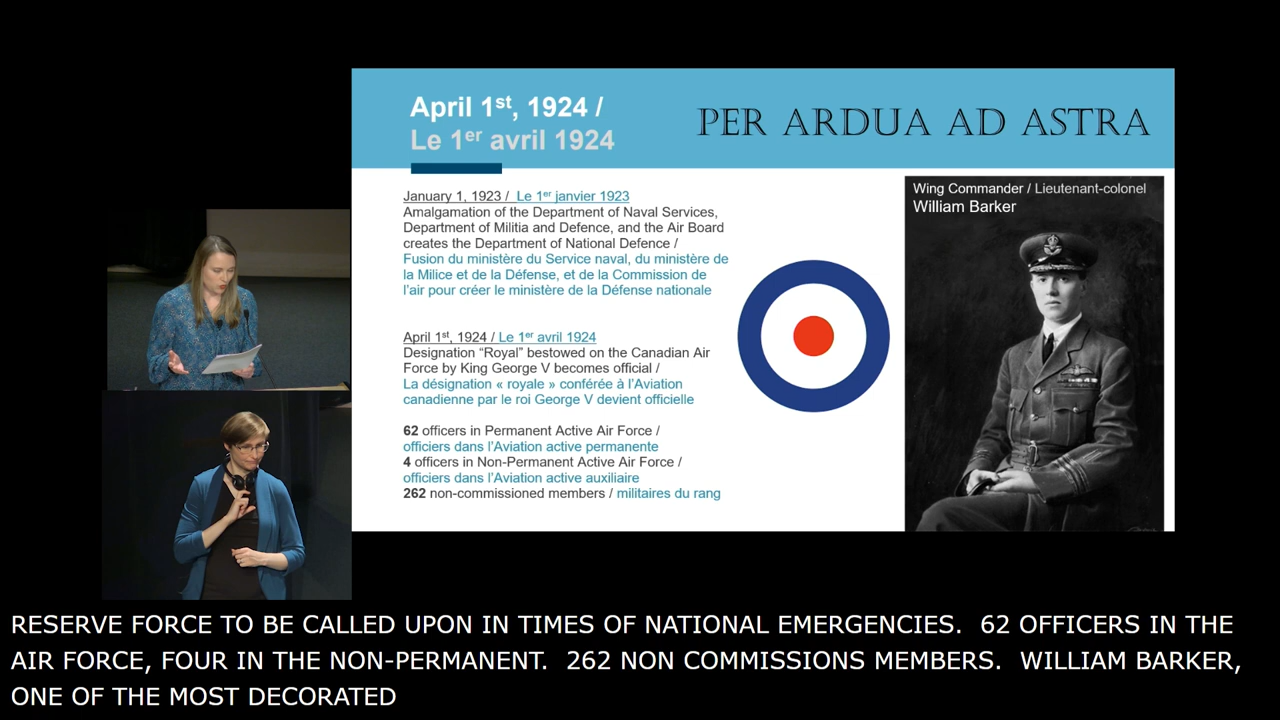 April 1st, 1924 /
Le 1er avril 1924
PER ARDUA AD ASTRA
January 1, 1923 / Le 1er janvier 1923
Amalgamation of the Department of Naval Services,
Department of Militia and Defence, and the Air Board
creates the Department of National Defence /
Fusion du ministère du Service naval, du ministère de
la Milice et de la Défense, et de la Commission de
l’air pour créer le ministère de la Défense nationale
April 1st, 1924 / Le 1er avril 1924
Designation “Royal” bestowed on the Canadian Air
Force by King George V becomes official /
La désignation « royale » conférée à l’Aviation
canadienne par le roi George V devient officielle
62 officers in Permanent Active Air Force /
officiers dans l’Aviation active permanente
4 officers in Non-Permanent Active Air Force /
officiers dans l’Aviation active auxiliaire
262 non-commissioned members / militaires du rang
Wing Commander / Lieutenant-colonel
William Barker
RESERVE FORCE TO BE CALLED UPON IN TIMES OF NATIONAL EMERGENCIES.  62 OFFICERS IN THE
AIR FORCE, FOUR IN THE NON-PERMANENT.  262 NON COMMISSIONS MEMBERS.  WILLIAM BARKER,
ONE OF THE MOST DECORATED